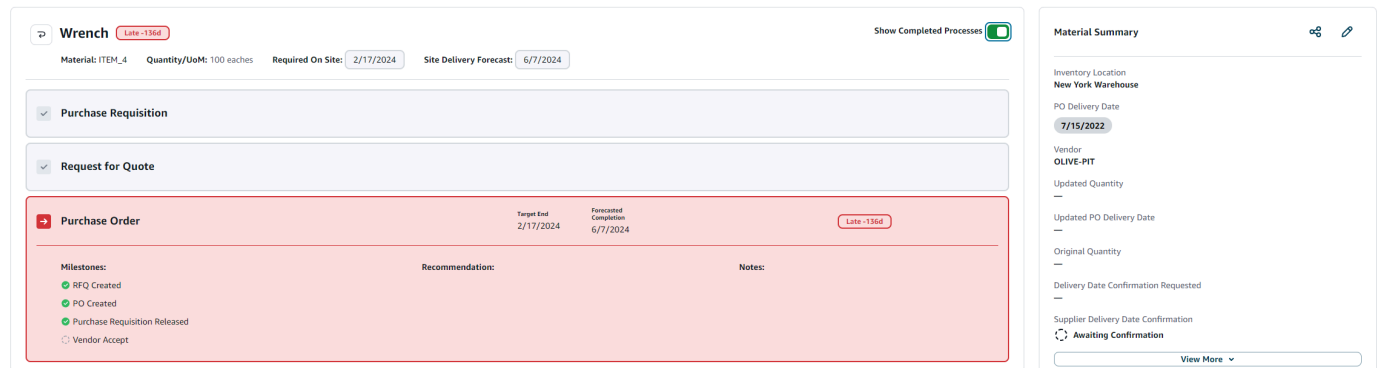 Wrench Late -136d Show Completed Processes
Material: ITEM_4 Quantity/UoM: 100 eaches Required On Site: 2/17/2024 Site Delivery Forecast: 6/7/2024
Purchase Requisition
Request for Quote
Purchase Order
Target End
2/17/2024
Forecasted
Completion
6/7/2024
Late -136d
Milestones:
RFQ Created
PO Created
Purchase Requisition Released
Vendor Accept
Recommendation:
Notes:
Material Summary
Inventory Location
New York Warehouse
PO Delivery Date
7/15/2022
Vendor
OLIVE-PIT
Updated Quantity
—
Updated PO Delivery Date
—
Original Quantity
—
Delivery Date Confirmation Requested
—
Supplier Delivery Date Confirmation
Awaiting Confirmation
View More